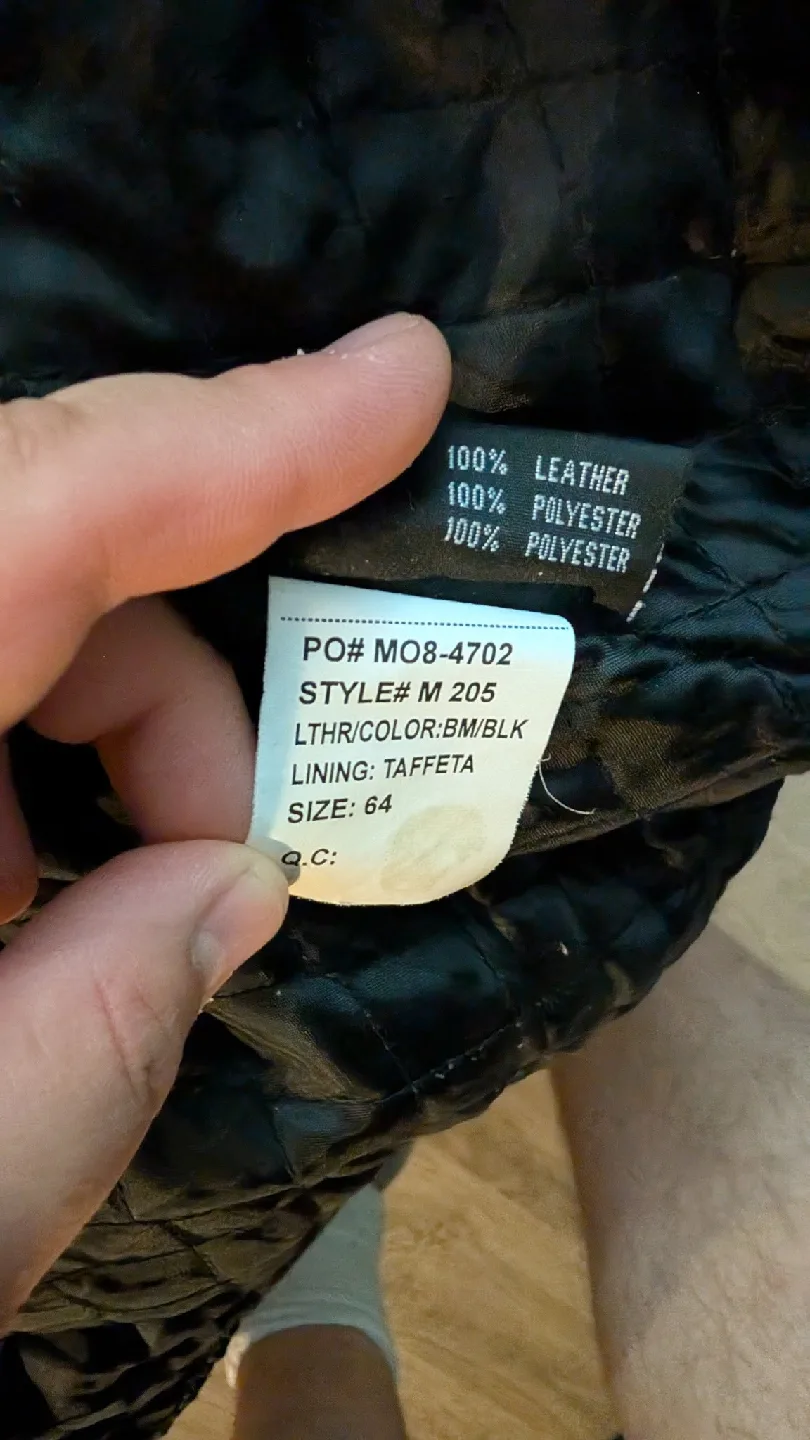 100% LEATHER
100% POLYESTER
100% POLYESTER
PO# MO8-4702
STYLE# M 205
LTHR/COLOR:BM/BLK
LINING: TAFFETA
SIZE: 64
Q.C: